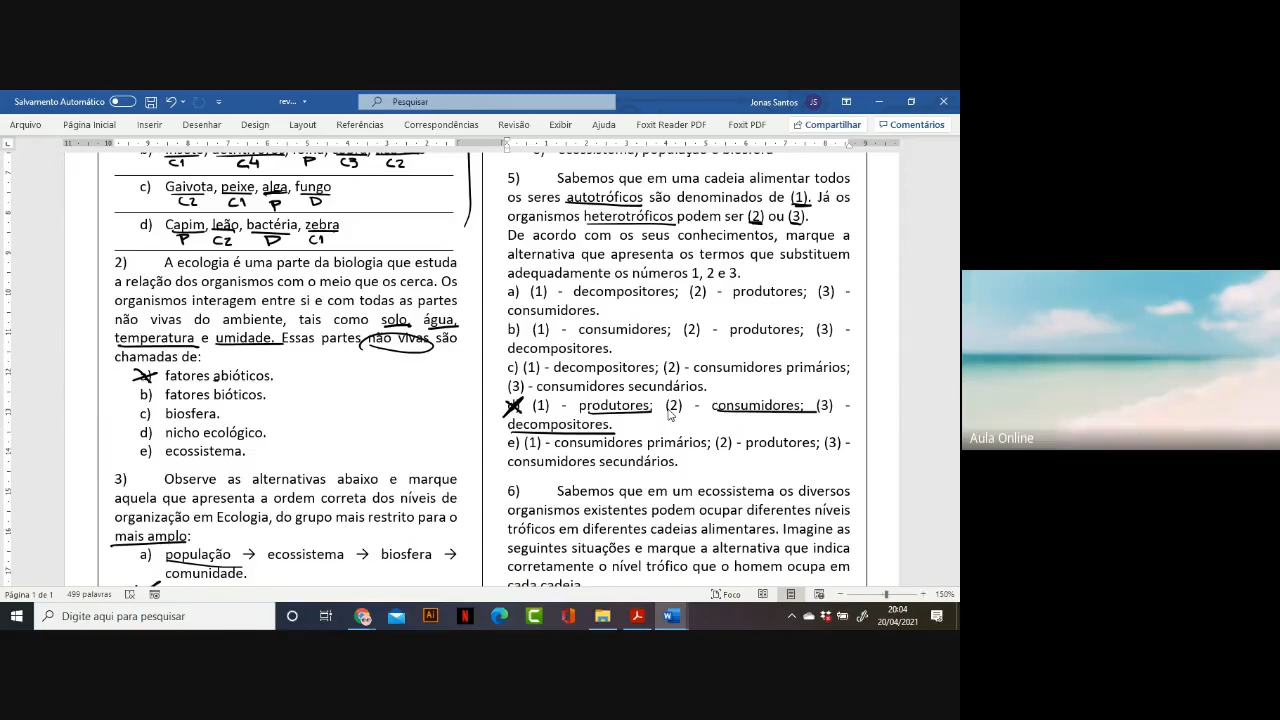 Salvamento Automático
rev...
Pesquisar
Jonas Santos
JS
Arquivo Página Inicial Inserir Desenhar Design Layout Referências Correspondências Revisão Exibir Ajuda Foxit Reader PDF Foxit PDF Compartilhar Comentários
C1 C4 P C3 C2
c) Gaivota, peixe, alga, fungo
C2 C1 P D
d) Capim, leão, bactéria, zebra
P C2 D C1
2) A ecologia é uma parte da biologia que estuda
a relação dos organismos com o meio que os cerca. Os
organismos interagem entre si e com todas as partes
não vivas do ambiente, tais como solo, água,
temperatura e umidade. Essas partes não vivas são
chamadas de:
a) fatores abióticos.
b) fatores bióticos.
c) biosfera.
d) nicho ecológico.
e) ecossistema.
3) Observe as alternativas abaixo e marque
aquela que apresenta a ordem correta dos níveis de
organização em Ecologia, do grupo mais restrito para o
mais amplo:
a) população → ecossistema → biosfera →
comunidade.
5) Sabemos que em uma cadeia alimentar todos
os seres autotróficos são denominados de (1). Já os
organismos heterotróficos podem ser (2) ou (3).
De acordo com os seus conhecimentos, marque a
alternativa que apresenta os termos que substituem
adequadamente os números 1, 2 e 3.
a) (1) - decompositores; (2) - produtores; (3) -
consumidores.
b) (1) - consumidores; (2) - produtores; (3) -
decompositores.
c) (1) - decompositores; (2) - consumidores primários;
(3) - consumidores secundários.
d) (1) - produtores; (2) - consumidores; (3) -
decompositores.
e) (1) - consumidores primários; (2) - produtores; (3) -
consumidores secundários.
6) Sabemos que em um ecossistema os diversos
organismos existentes podem ocupar diferentes níveis
tróficos em diferentes cadeias alimentares. Imagine as
seguintes situações e marque a alternativa que indica
corretamente o nível trófico que o homem ocupa em
cada cadeia.
Página 1 de 1 499 palavras Foco 150%
Digite aqui para pesquisar
20:04
20/04/2021
Aula Online